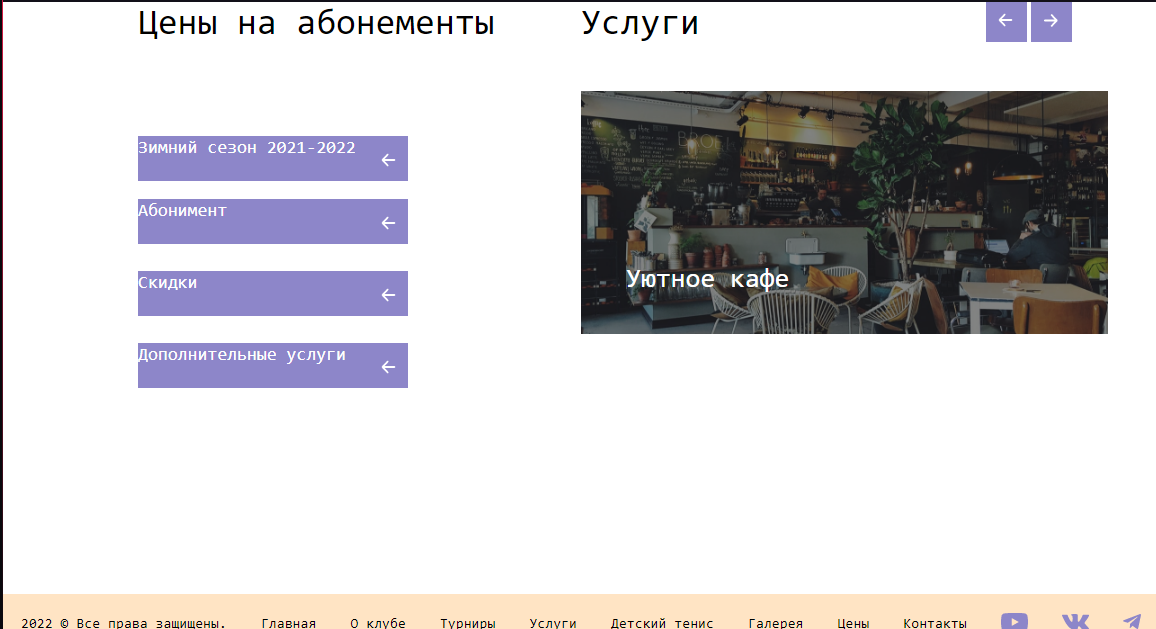 Цены на абонементы
Услуги
Зимний сезон 2021-2022
Абонимент
Скидки
Дополнительные услуги
Уютное кафе
2022 © Все права защищены. Главная О клубе Турниры Услуги Детский тенис Галерея Цены Контакты